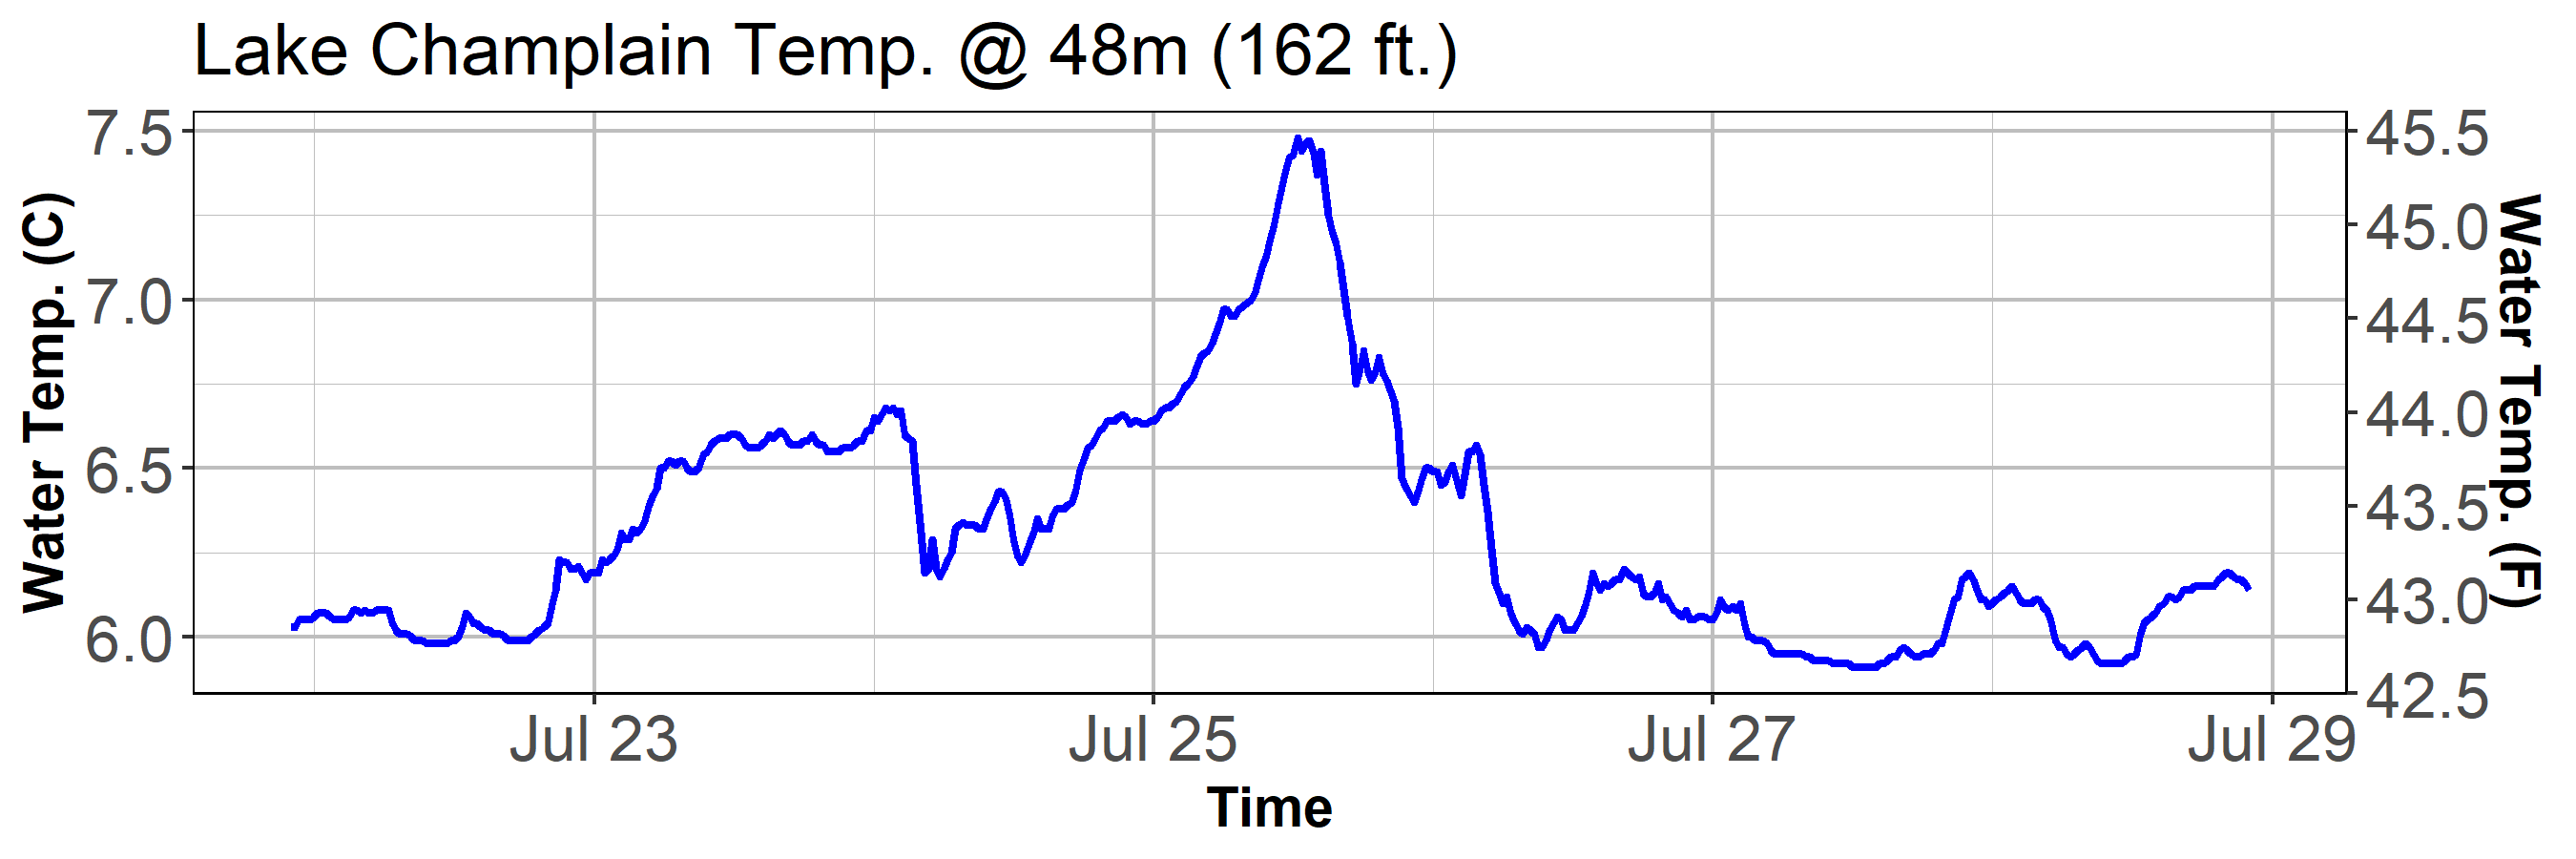 Lake Champlain Temp. @ 48m (162 ft.)
Water Temp. (C)
7.5
7.0
6.5
6.0
45.5
45.0
44.5
44.0
43.5
43.0
42.5
Water Temp. (F)
Jul 23
Jul 25
Jul 27
Jul 29
Time